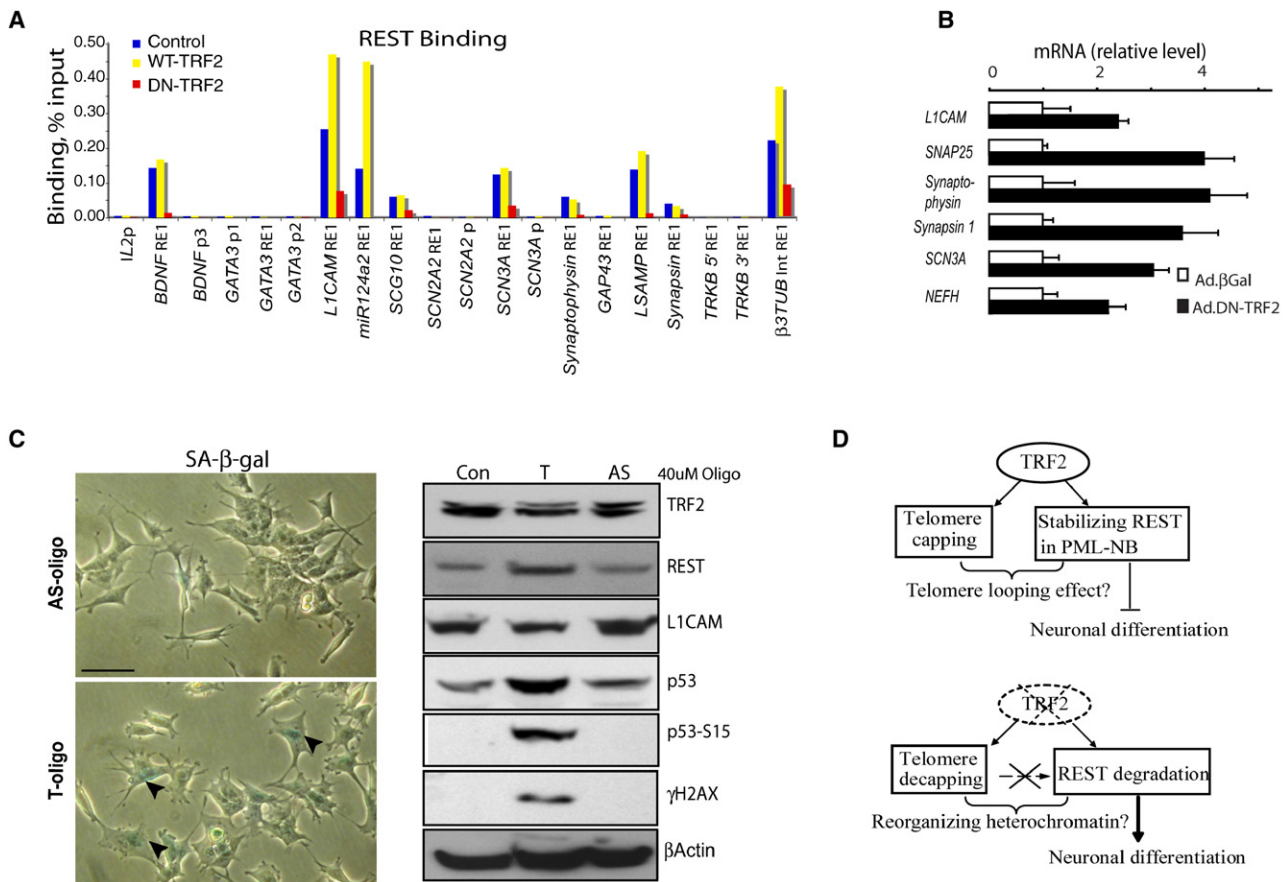 A
REST Binding
Control
WT-TRF2
DN-TRF2
Binding, % input
0.50
0.40
0.30
0.20
0.10
0.00
IL2p
BDNF RE1
BDNF p3
GATA3 p1
GATA3 RE1
GATA3 p2
L1CAM RE1
miR124a2 RE1
SCG10 RE1
SCN2A2 RE1
SCN2A2 p
SCN3A RE1
SCN3A p
Synaptophysin RE1
GAP43 RE1
LSAMP RE1
Synapsin RE1
TRKB 5' RE1
TRKB 3' RE1
β3TUB Int RE1
B
mRNA (relative level)
0 2 4
L1CAM
SNAP25
Synapto-
physin
Synapsin 1
SCN3A
NEFH
Ad.βGal
Ad.DN-TRF2
C
SA-β-gal
AS-oligo
T-oligo
Con T AS 40uM Oligo
TRF2
REST
L1CAM
p53
p53-S15
γH2AX
βActin
D
TRF2
Telomere
capping
Stabilizing REST
in PML-NB
Telomere looping effect?
Neuronal differentiation
TRF2
Telomere
decapping
REST degradation
Reorganizing heterochromatin?
Neuronal differentiation